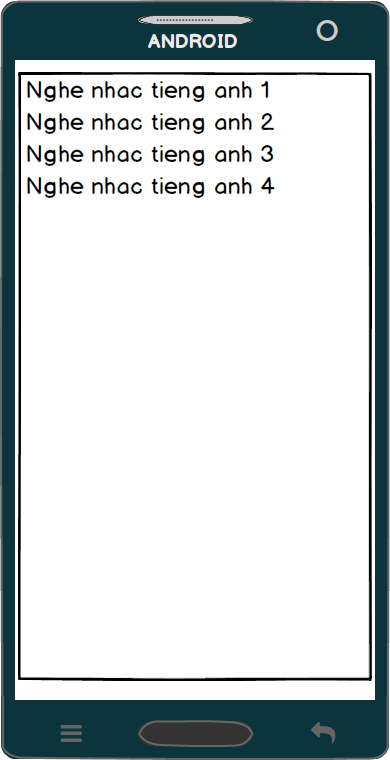 ANDROID
Nghe nhac tieng anh 1
Nghe nhac tieng anh 2
Nghe nhac tieng anh 3
Nghe nhac tieng anh 4